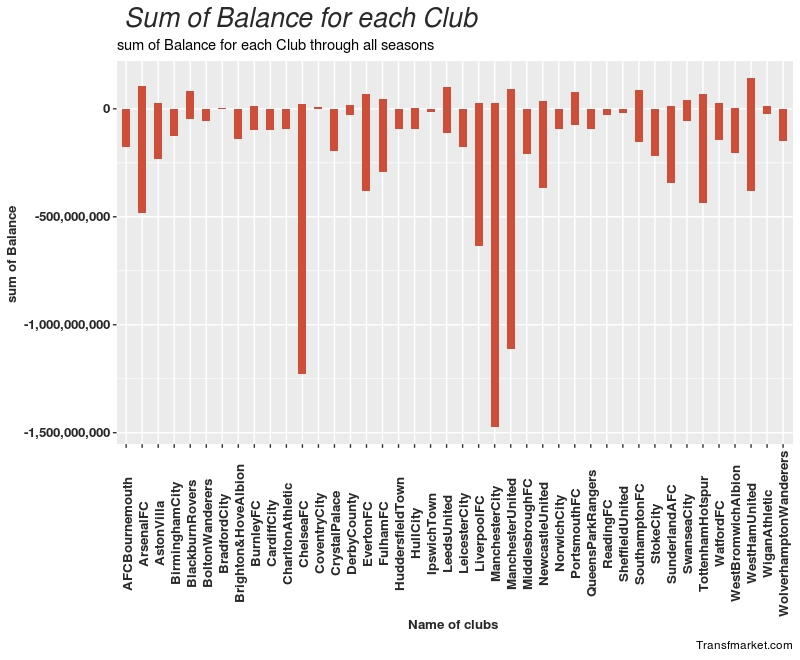 Sum of Balance for each Club
sum of Balance for each Club through all seasons
sum of Balance
0
-500,000,000
-1,000,000,000
-1,500,000,000
AFCBournemouth
ArsenalFC
AstonVilla
BirminghamCity
BlackburnRovers
BoltonWanderers
BradfordCity
Brighton&HoveAlbion
BurnleyFC
CardiffCity
CharltonAthletic
ChelseaFC
CoventryCity
CrystalPalace
DerbyCounty
EvertonFC
FulhamFC
HuddersfieldTown
HullCity
IpswichTown
LeedsUnited
LeicesterCity
LiverpoolFC
ManchesterCity
ManchesterUnited
MiddlesbroughFC
NewcastleUnited
NorwichCity
PortsmouthFC
QueensParkRangers
ReadingFC
SheffieldUnited
SouthamptonFC
StokeCity
SunderlandAFC
SwanseaCity
TottenhamHotspur
WatfordFC
WestBromwichAlbion
WestHamUnited
WiganAthletic
WolverhamptonWanderers
Name of clubs
Transfmarket.com